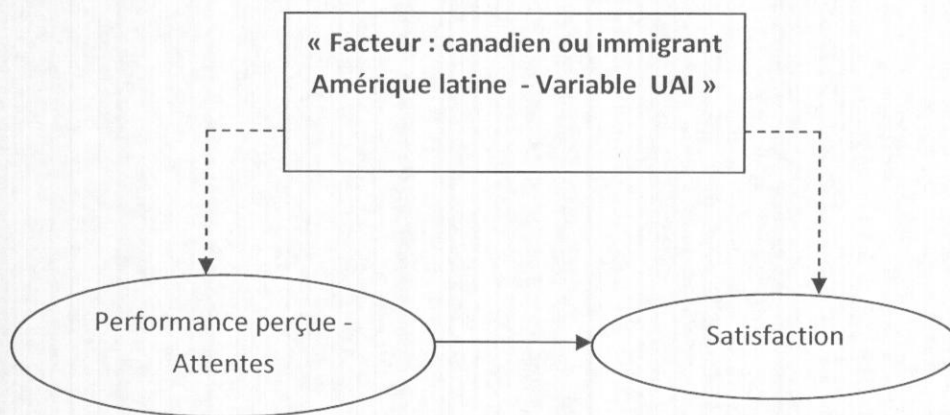 « Facteur : canadien ou immigrant
Amérique latine - Variable UAI »
Performance perçue -
Attentes
Satisfaction